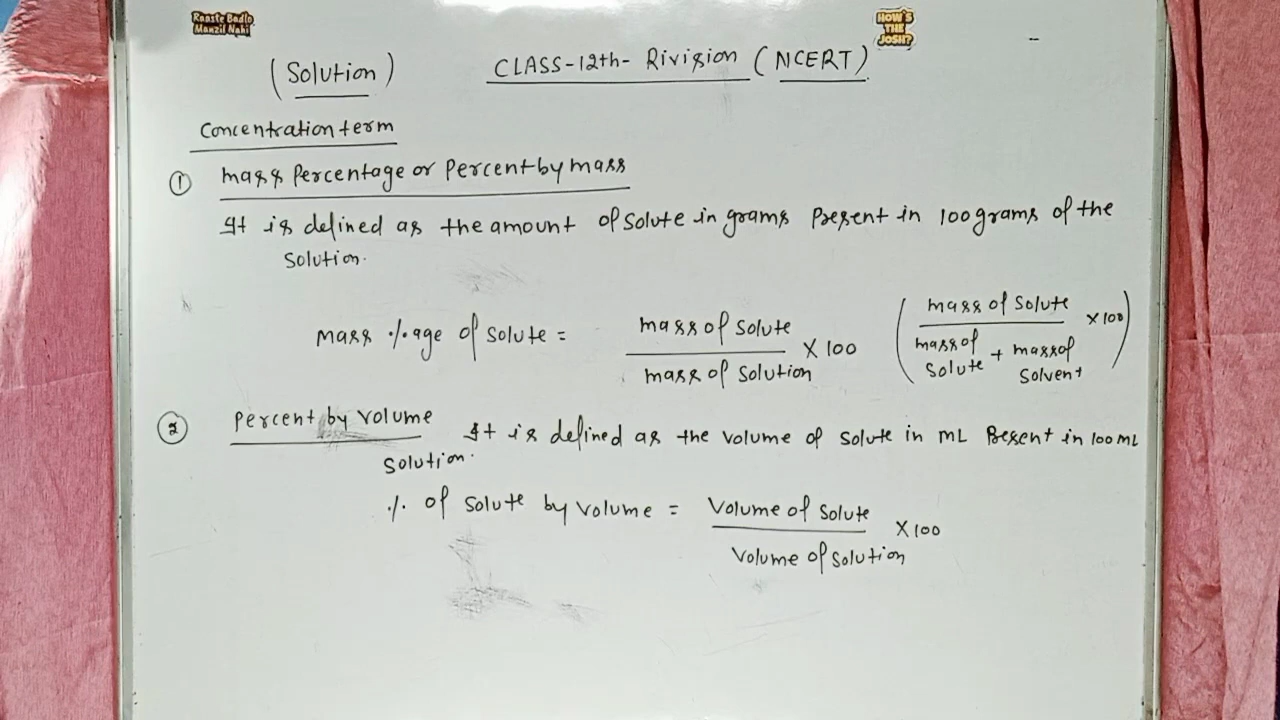 Raaste Badlo
Manzil Nahi
HOW'S
THE
JOSH?
(Solution) CLASS-12th- Rivision (NCERT)
Concentration term
① mass Percentage or Percent by mass
It is defined as the amount of solute in grams Present in 100 grams of the
Solution.
mass %age of solute = mass of solute / mass of solution X 100 (mass of solute / mass of solute + mass of solvent X 100)
② Percent by volume It is defined as the volume of solute in mL Present in 100 mL
Solution.
% of solute by volume = Volume of solute / Volume of solution X 100